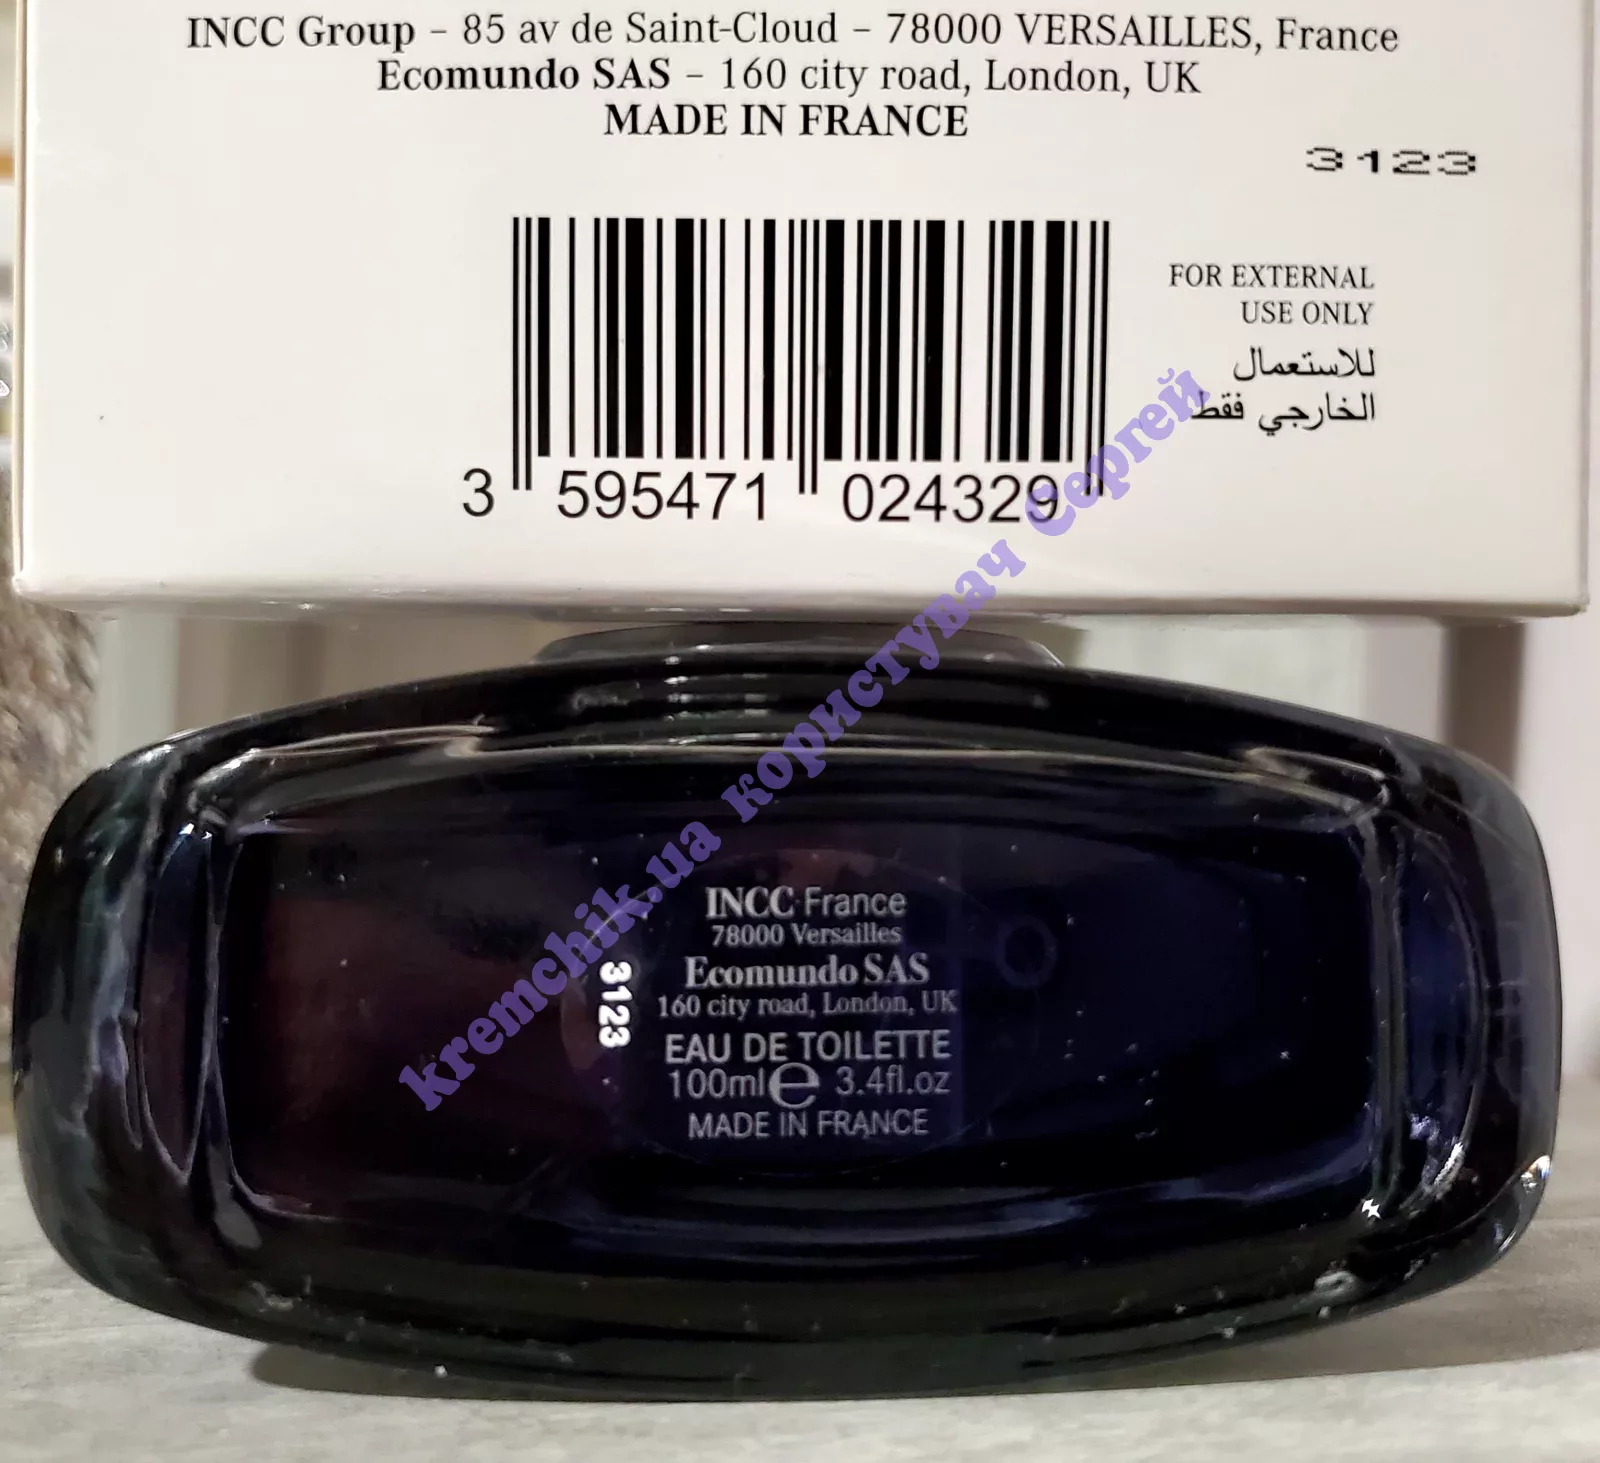 INCC Group – 85 av de Saint-Cloud – 78000 VERSAILLES, France
Ecomundo SAS – 160 city road, London, UK
MADE IN FRANCE
3123
FOR EXTERNAL
USE ONLY
للاستعمال
الخارجي فقط
3 595471 024329
kremchik.ua користувач Сергей
INCC France
78000 Versailles
Ecomundo SAS
160 city road, London, UK
3123
EAU DE TOILETTE
100ml e 3.4fl.oz
MADE IN FRANCE